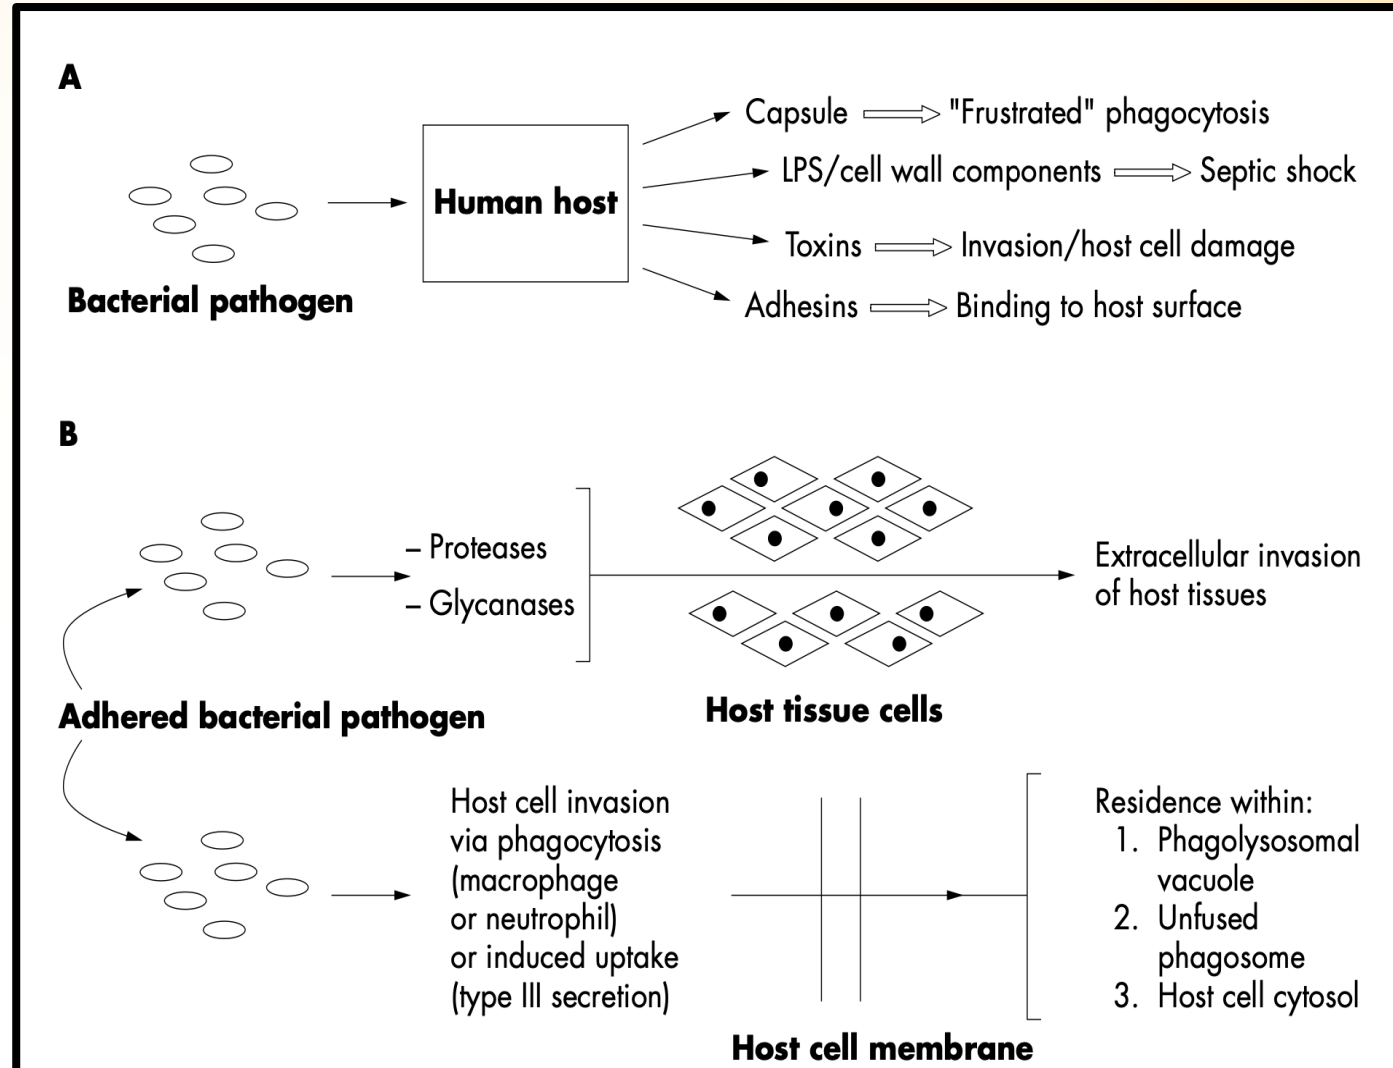 A
Capsule "Frustrated" phagocytosis
LPS/cell wall components Septic shock
Human host
Toxins Invasion/host cell damage
Bacterial pathogen
Adhesins Binding to host surface
B
– Proteases
– Glycanases
Extracellular invasion
of host tissues
Adhered bacterial pathogen
Host tissue cells
Host cell invasion
via phagocytosis
(macrophage
or neutrophil)
or induced uptake
(type III secretion)
Host cell membrane
Residence within:
1. Phagolysosomal
vacuole
2. Unfused
phagosome
3. Host cell cytosol